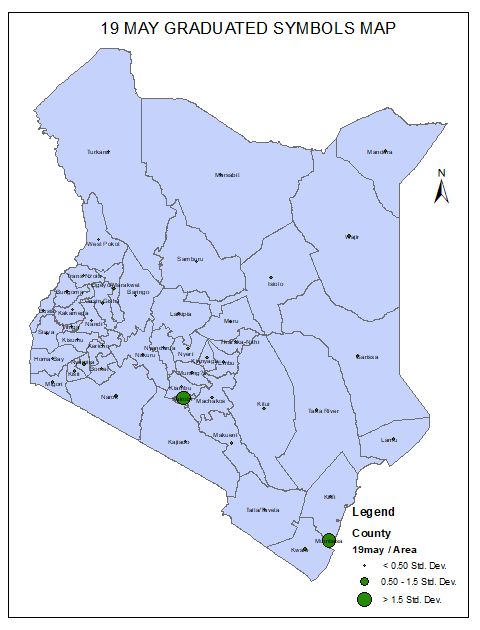 19 MAY GRADUATED SYMBOLS MAP
N
Turkana
Marsabit
Mandera
Wajir
West Pokot
Samburu
Isiolo
Trans Nzoia
Elgeyo-Marakwet
Bungoma
Baringo
Uasin Gishu
Busia
Kakamega
Laikipia
Nandi
Meru
Vihiga
Siaya
Kisumu
Kericho
Tharaka-Nithi
Nyandarua
Nyeri
Nakuru
Garissa
Homa Bay
Nyamira
Kirinyaga
Embu
Kisii
Bomet
Murang'a
Migori
Kiambu
Narok
Machakos
Kitui
Tana River
Kajiado
Makueni
Lamu
Kilifi
Taita Taveta
Mombasa
Kwale
Legend
County
19may / Area
< 0.50 Std. Dev.
0.50 - 1.5 Std. Dev.
> 1.5 Std. Dev.